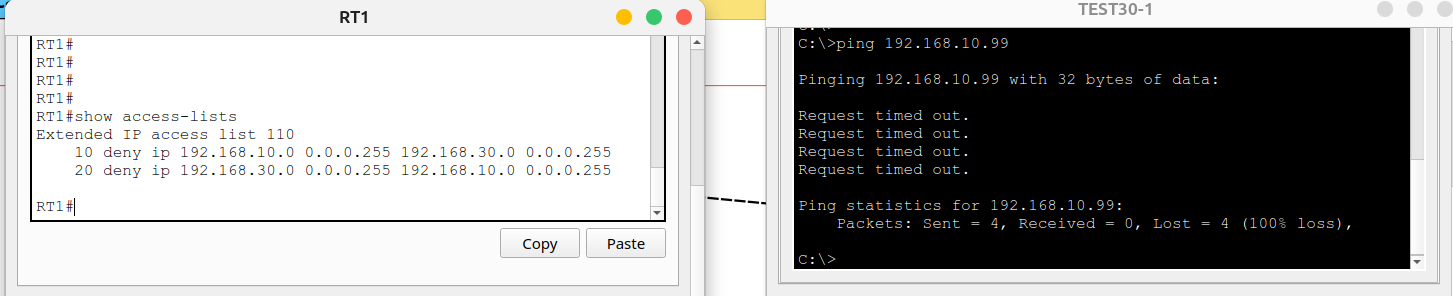 RT1
RT1#
RT1#
RT1#
RT1#
RT1#show access-lists
Extended IP access list 110
    10 deny ip 192.168.10.0 0.0.0.255 192.168.30.0 0.0.0.255
    20 deny ip 192.168.30.0 0.0.0.255 192.168.10.0 0.0.0.255
RT1#
Copy
Paste
TEST30-1
C:\>ping 192.168.10.99
Pinging 192.168.10.99 with 32 bytes of data:
Request timed out.
Request timed out.
Request timed out.
Request timed out.
Ping statistics for 192.168.10.99:
    Packets: Sent = 4, Received = 0, Lost = 4 (100% loss),
C:\>